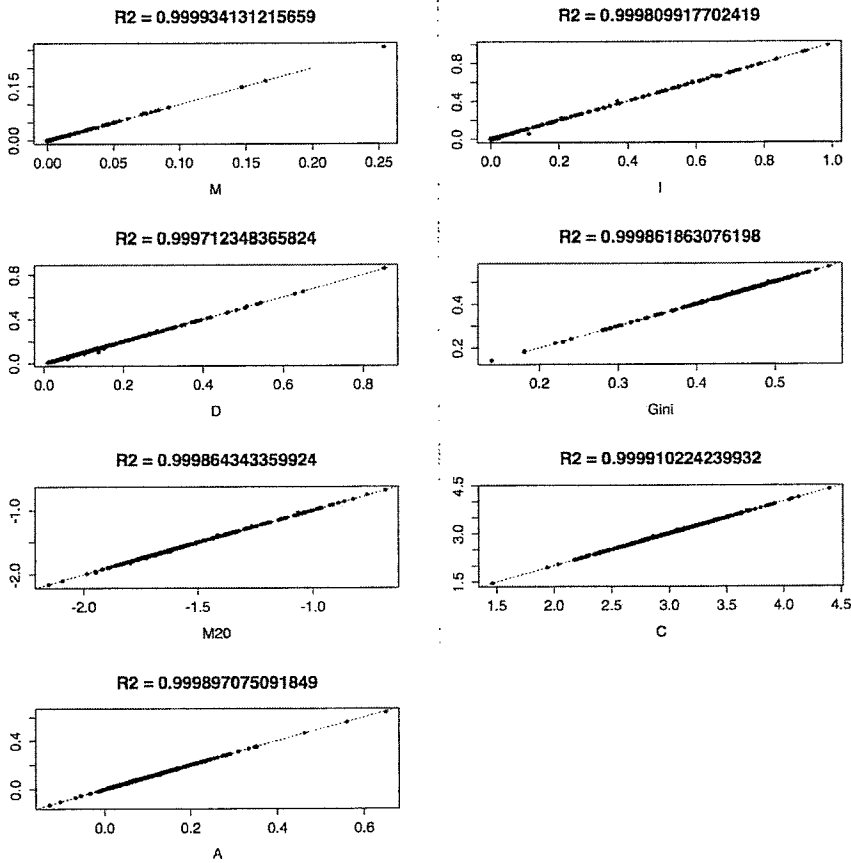 R2 = 0.999934131215659
0.15
0.00
0.00 0.05 0.10 0.15 0.20 0.25
M
R2 = 0.999809917702419
0.8
0.4
0.0
0.0 0.2 0.4 0.6 0.8 1.0
I
R2 = 0.999712348365824
0.8
0.4
0.0
0.0 0.2 0.4 0.6 0.8
D
R2 = 0.999861863076198
0.4
0.2
0.2 0.3 0.4 0.5
Gini
R2 = 0.999864343359924
-1.0
-2.0
-2.0 -1.5 -1.0
M20
R2 = 0.999910224239932
4.5
3.0
1.5
1.5 2.0 2.5 3.0 3.5 4.0 4.5
C
R2 = 0.999897075091849
0.4
0.0
0.0 0.2 0.4 0.6
A